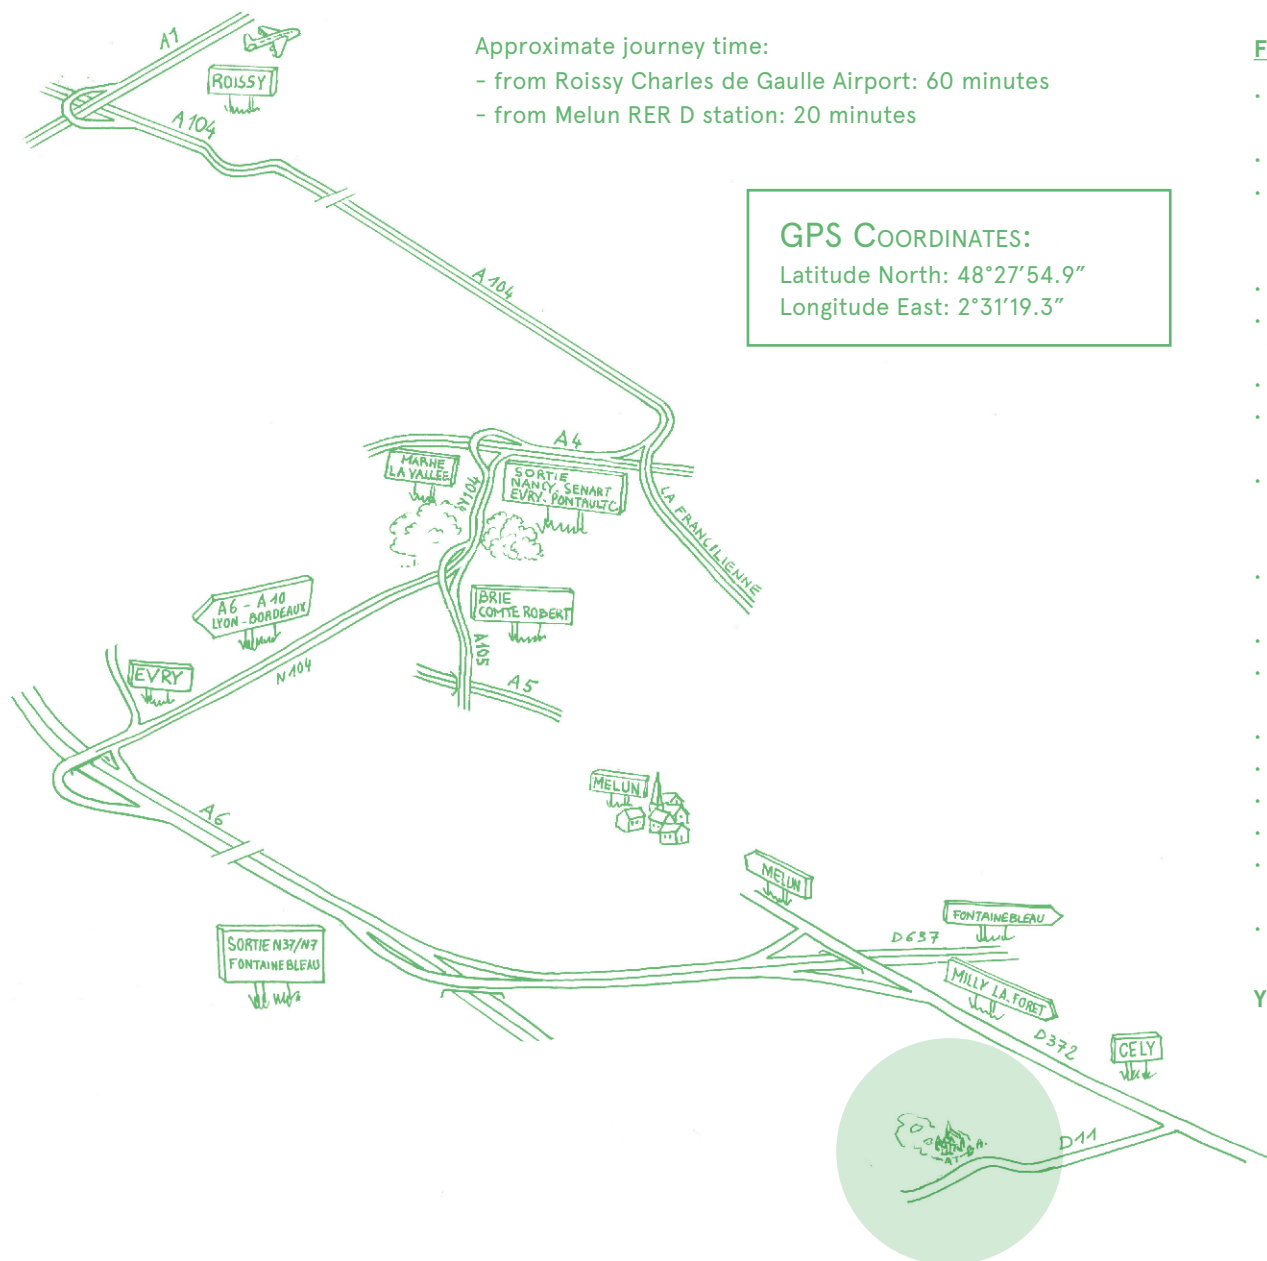 Approximate journey time:
- from Roissy Charles de Gaulle Airport: 60 minutes
- from Melun RER D station: 20 minutes
GPS COORDINATES:
Latitude North: 48°27’54.9”
Longitude East: 2°31’19.3”
F
A1
ROISSY
A104
A104
A4
MARNE
LA VALLEE
SORTIE
NANCY-SENART
EVRY-PONTAULTC
N104
LA FRANCILIENNE
A6 - A10
LYON-BORDEAUX
BRIE
COMTE ROBERT
A105
N104
A5
EVRY
A6
MELUN
MELUN
SORTIE N37/N7
FONTAINEBLEAU
D637
FONTAINEBLEAU
MILLY LA FORET
Y
D372
CELY
D11